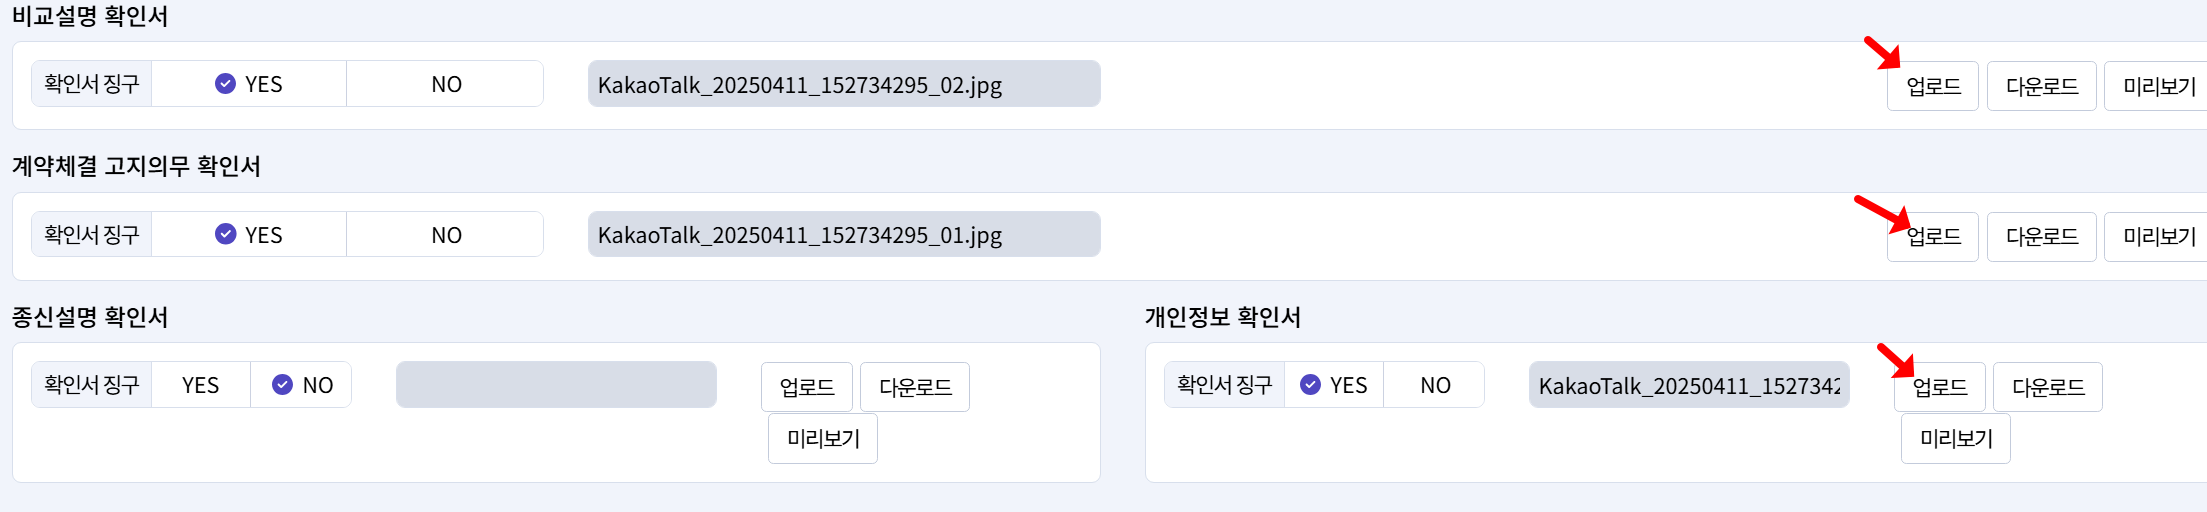 비교설명 확인서
확인서 징구 YES NO KakaoTalk_20250411_152734295_02.jpg 업로드 다운로드 미리보기
계약체결 고지의무 확인서
확인서 징구 YES NO KakaoTalk_20250411_152734295_01.jpg 업로드 다운로드 미리보기
종신설명 확인서
확인서 징구 YES NO 업로드 다운로드
미리보기
개인정보 확인서
확인서 징구 YES NO KakaoTalk_20250411_1527342 업로드 다운로드
미리보기